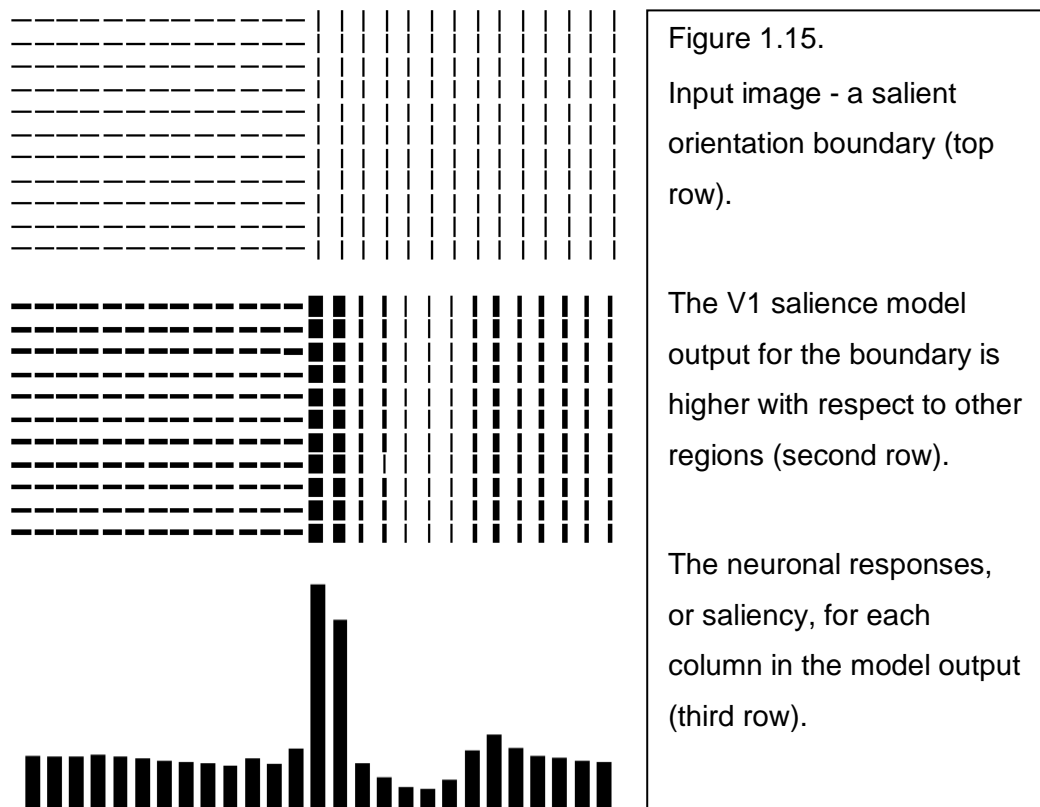 Figure 1.15.
Input image - a salient
orientation boundary (top
row).
The V1 salience model
output for the boundary is
higher with respect to other
regions (second row).
The neuronal responses,
or saliency, for each
column in the model output
(third row).